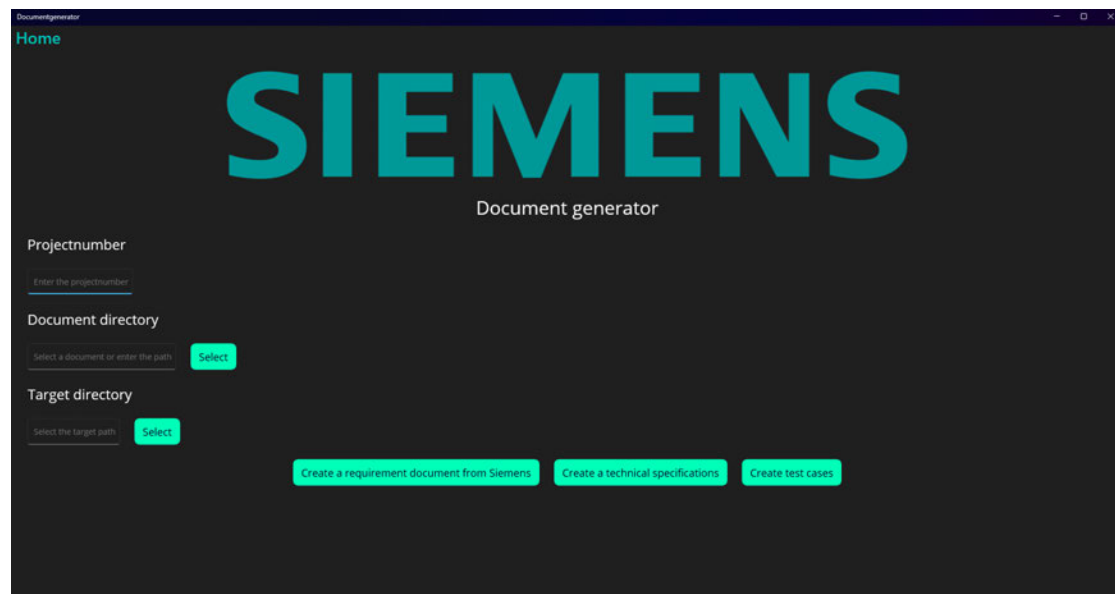 Documentgenerator
Home
SIEMENS
Document generator
Projectnumber
Enter the projectnumber
Document directory
Select a document or enter the path
Select
Target directory
Select the target path
Select
Create a requirement document from Siemens
Create a technical specifications
Create test cases